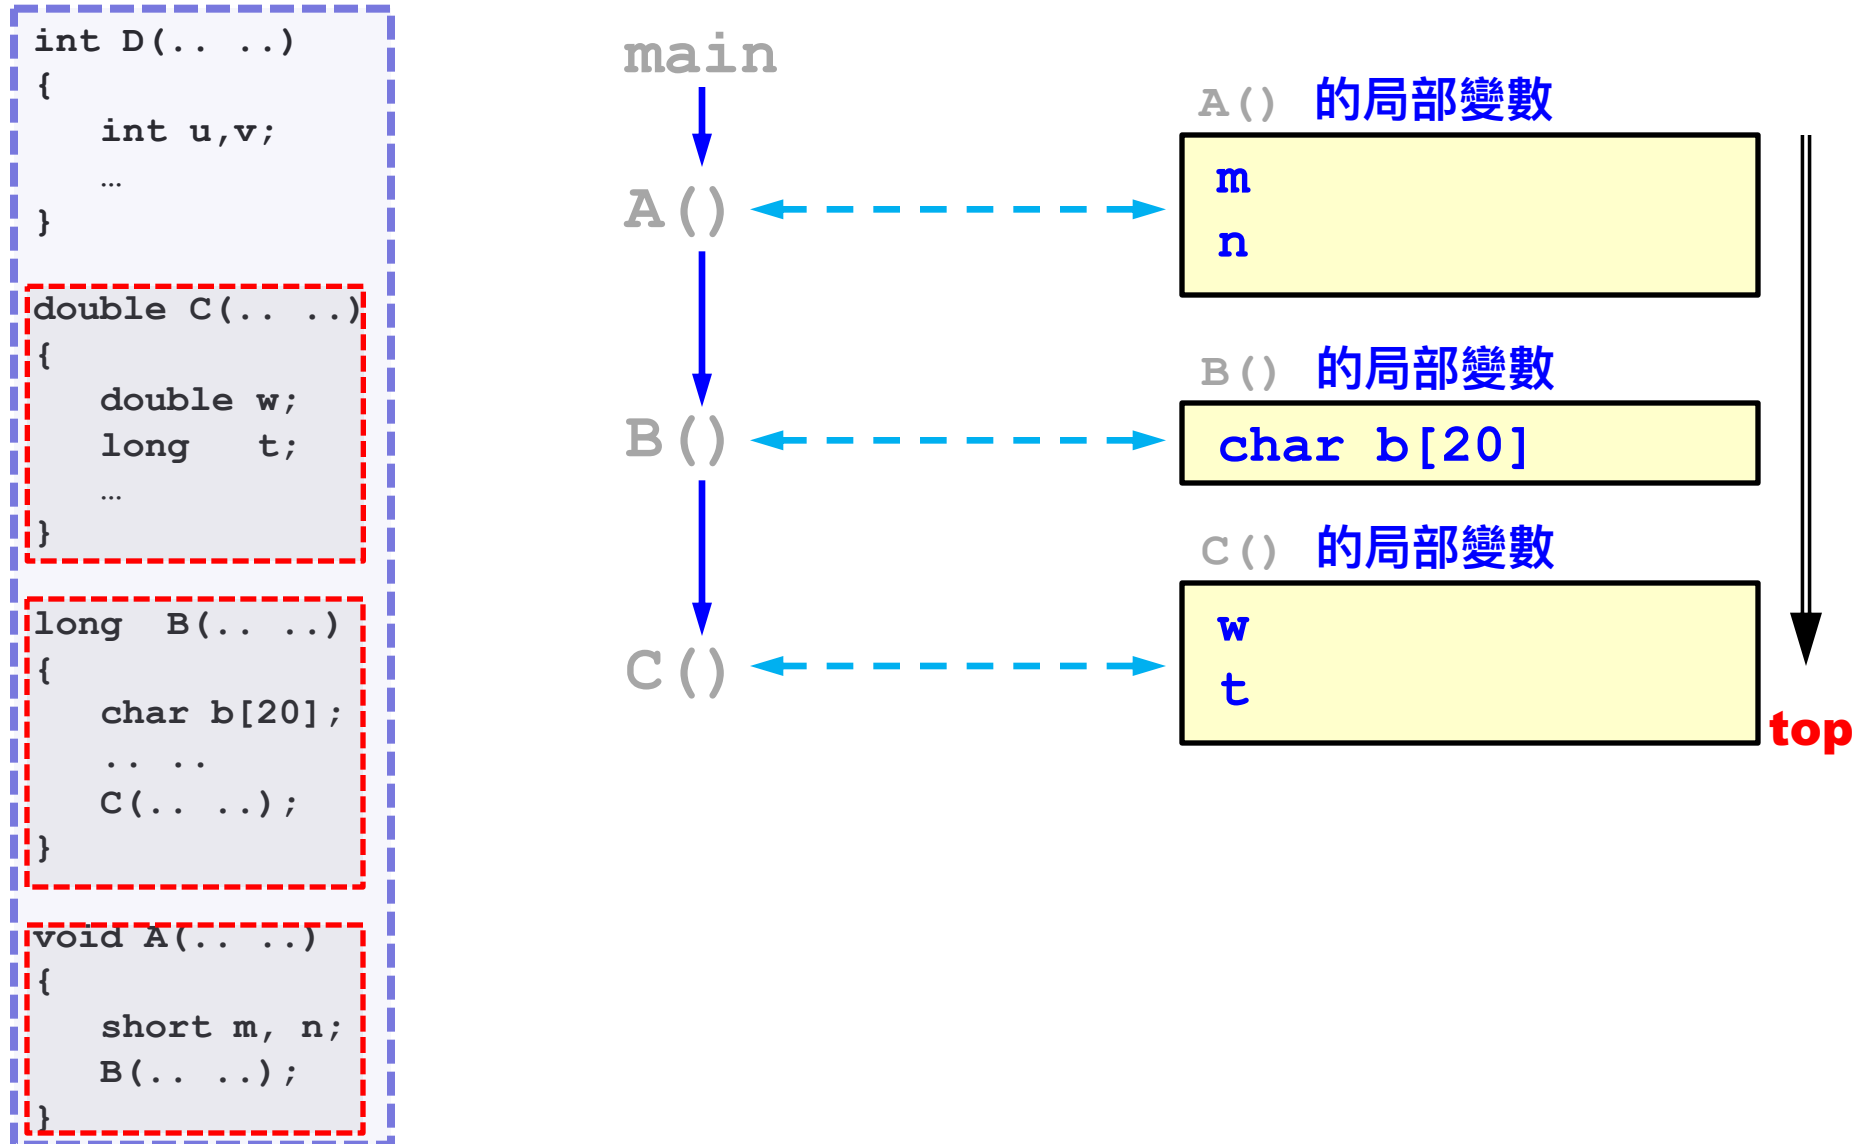 int D(.. ..)
{
int u,v;
…
}
double C(.. ..)
{
double w;
long t;
…
}
long B(.. ..)
{
char b[20];
.. ..
C(.. ..);
}
void A(.. ..)
{
short m, n;
B(.. ..);
}
main
A()
B()
C()
A() 的局部變數
m
n
B() 的局部變數
char b[20]
C() 的局部變數
w
t
top